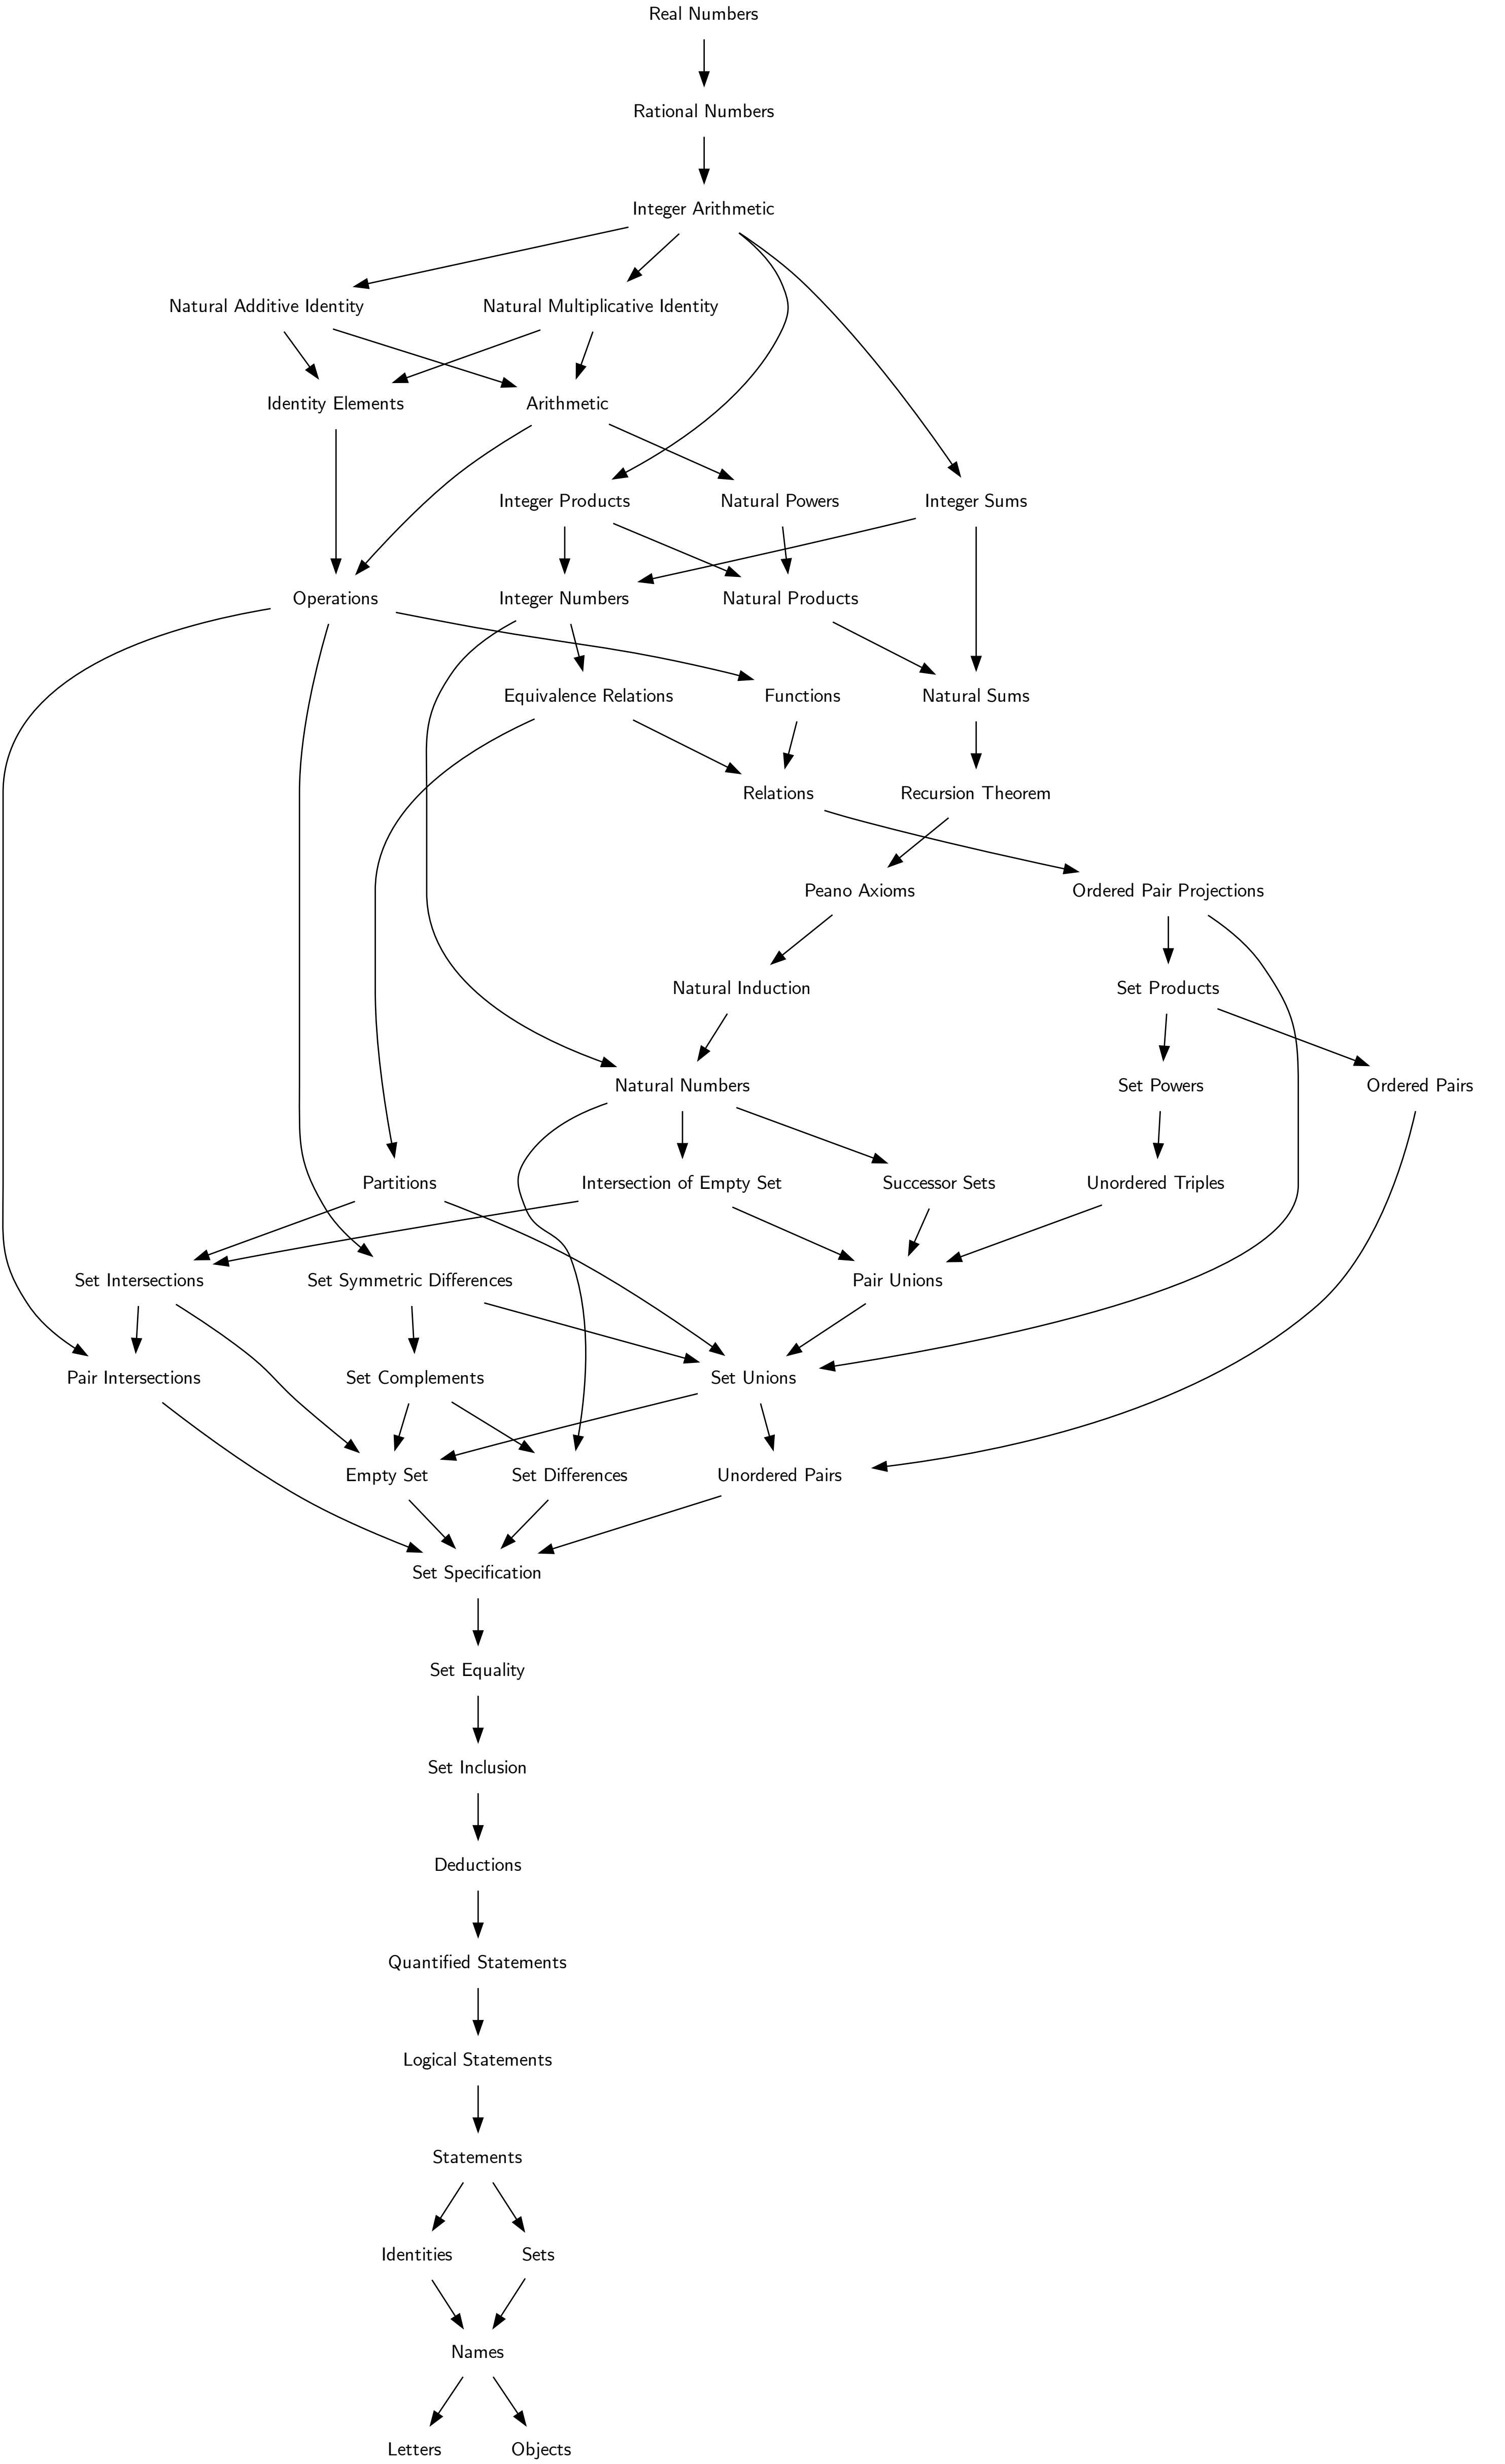 Real Numbers
Rational Numbers
Integer Arithmetic
Natural Additive Identity
Natural Multiplicative Identity
Identity Elements
Arithmetic
Integer Products
Natural Powers
Integer Sums
Operations
Integer Numbers
Natural Products
Equivalence Relations
Functions
Natural Sums
Relations
Recursion Theorem
Peano Axioms
Ordered Pair Projections
Natural Induction
Set Products
Natural Numbers
Set Powers
Ordered Pairs
Partitions
Intersection of Empty Set
Successor Sets
Unordered Triples
Set Intersections
Set Symmetric Differences
Pair Unions
Pair Intersections
Set Complements
Set Unions
Empty Set
Set Differences
Unordered Pairs
Set Specification
Set Equality
Set Inclusion
Deductions
Quantified Statements
Logical Statements
Statements
Identities
Sets
Names
Letters
Objects